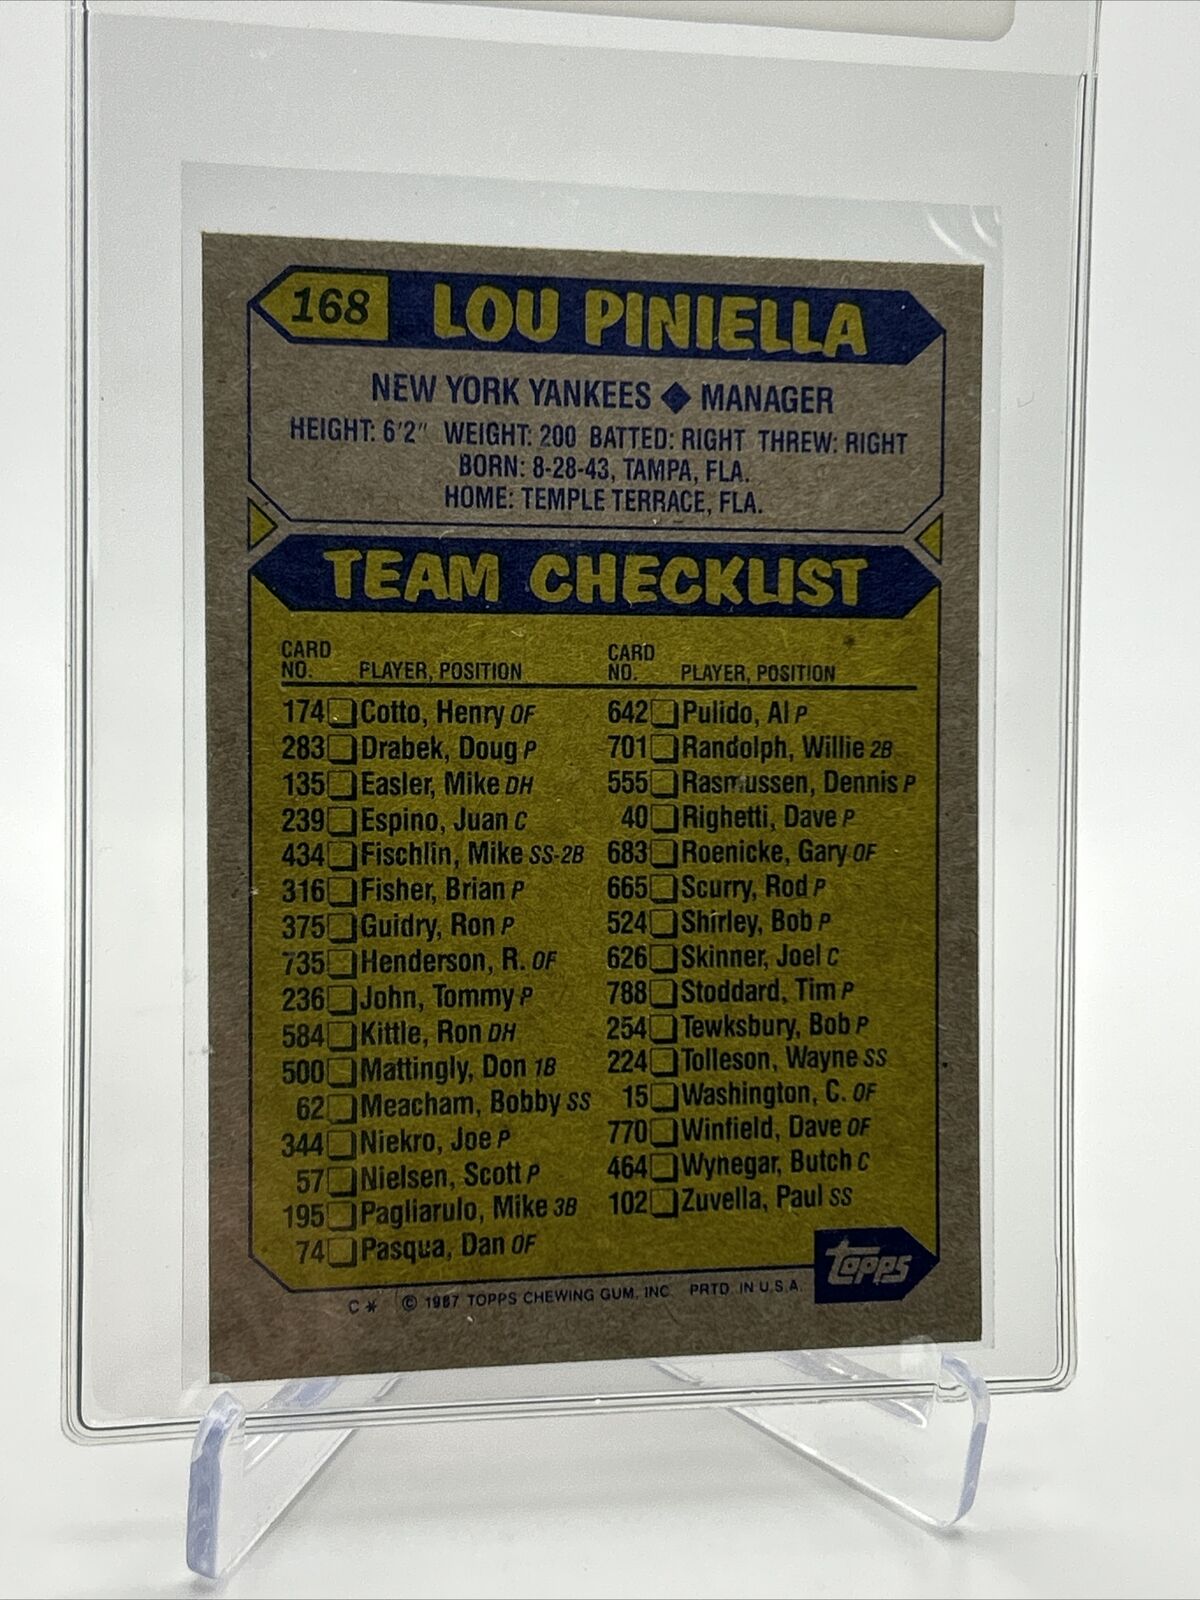 168 LOU PINIELLA
NEW YORK YANKEES ◆ MANAGER
HEIGHT: 6'2" WEIGHT: 200 BATTED: RIGHT THREW: RIGHT
BORN: 8-28-43, TAMPA, FLA.
HOME: TEMPLE TERRACE, FLA.
TEAM CHECKLIST
CARD
NO. PLAYER, POSITION
174 Cotto, Henry OF
283 Drabek, Doug P
135 Easler, Mike DH
239 Espino, Juan C
434 Fischlin, Mike SS-2B
316 Fisher, Brian P
375 Guidry, Ron P
735 Henderson, R. OF
236 John, Tommy P
584 Kittle, Ron DH
500 Mattingly, Don 1B
62 Meacham, Bobby SS
344 Niekro, Joe P
57 Nielsen, Scott P
195 Pagliarulo, Mike 3B
74 Pasqua, Dan OF
CARD
NO. PLAYER, POSITION
642 Pulido, Al P
701 Randolph, Willie 2B
555 Rasmussen, Dennis P
40 Righetti, Dave P
683 Roenicke, Gary OF
665 Scurry, Rod P
524 Shirley, Bob P
626 Skinner, Joel C
788 Stoddard, Tim P
254 Tewksbury, Bob P
224 Tolleson, Wayne SS
15 Washington, C. OF
770 Winfield, Dave OF
464 Wynegar, Butch C
102 Zuvella, Paul SS
topps
C* © 1987 TOPPS CHEWING GUM, INC. PRTD. IN U.S.A.